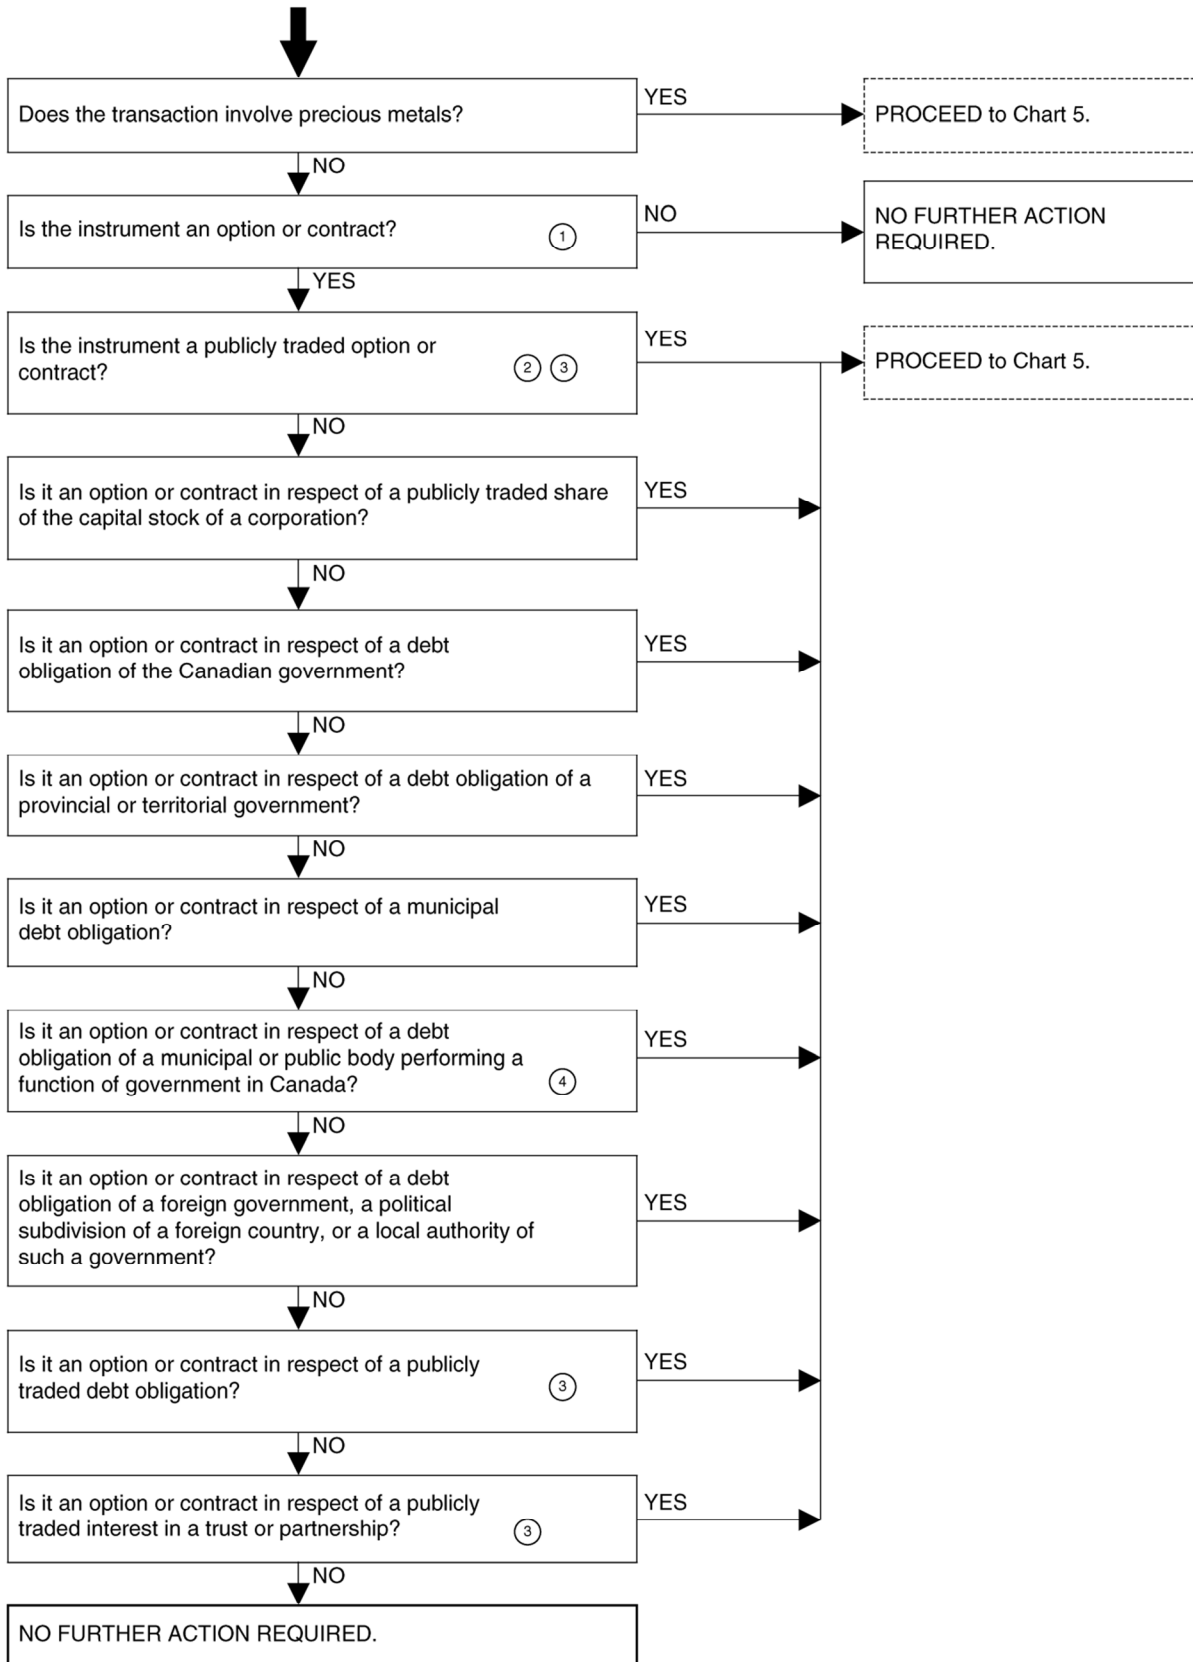 Does the transaction involve precious metals?
YES
PROCEED to Chart 5.
NO
Is the instrument an option or contract?
①
NO
NO FURTHER ACTION
REQUIRED.
YES
Is the instrument a publicly traded option or
contract?
② ③
YES
PROCEED to Chart 5.
NO
Is it an option or contract in respect of a publicly traded share
of the capital stock of a corporation?
YES
NO
Is it an option or contract in respect of a debt
obligation of the Canadian government?
YES
NO
Is it an option or contract in respect of a debt obligation of a
provincial or territorial government?
YES
NO
Is it an option or contract in respect of a municipal
debt obligation?
YES
NO
Is it an option or contract in respect of a debt
obligation of a municipal or public body performing a
function of government in Canada?
④
YES
NO
Is it an option or contract in respect of a debt
obligation of a foreign government, a political
subdivision of a foreign country, or a local authority of
such a government?
YES
NO
Is it an option or contract in respect of a publicly
traded debt obligation?
③
YES
NO
Is it an option or contract in respect of a publicly
traded interest in a trust or partnership?
③
YES
NO
NO FURTHER ACTION REQUIRED.